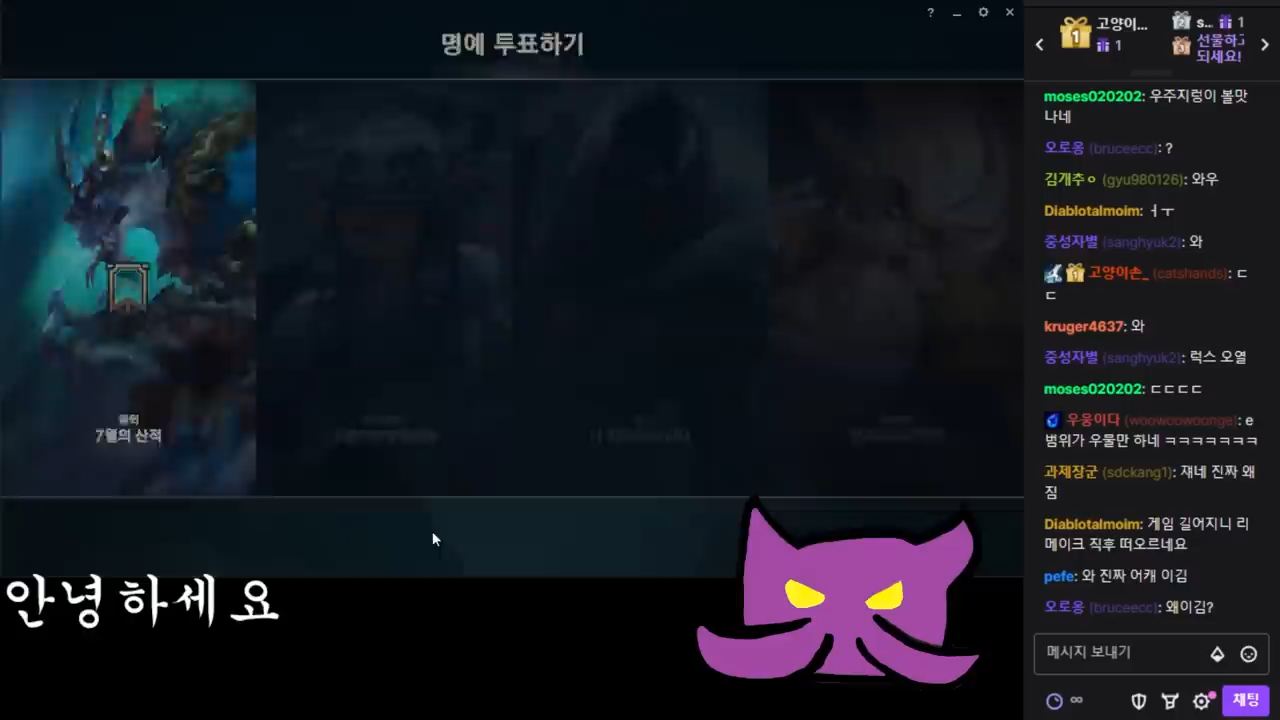 명예 투표하기
7월의 산적
안녕하세요
고양이...
1
s...
1
선물하고
되세요!
moses020202: 우주지렁이 볼맛
나네
오로옹 (bruceecc): ?
김개추ㅇ (gyu980126): 와우
Diablotalmoim: ㅓㅜ
중성자별 (sanghyuk2): 와
고양이손_ (catshands): ㄷ
ㄷ
kruger4637: 와
중성자별 (sanghyuk2): 럭스 오열
moses020202: ㄷㄷㄷㄷ
우웅이다 (woowoowoonge): e
범위가 우물만 하네 ㅋㅋㅋㅋㅋㅋㅋ
과제장군 (sdckang1): 쟤네 진짜 왜
짐
Diablotalmoim: 게임 길어지니 리
메이크 직후 떠오르네요
pefe: 와 진짜 어캐 이김
오로옹 (bruceecc): 왜이김?
메시지 보내기
채팅